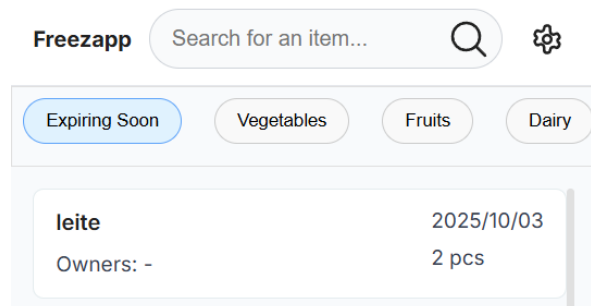 Freezapp
Search for an item...
Expiring Soon Vegetables Fruits Dairy
leite 2025/10/03
Owners: - 2 pcs